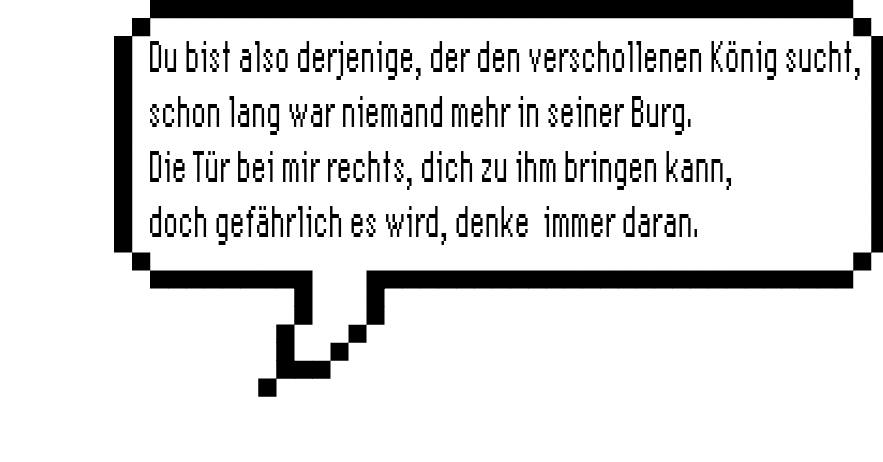 Du bist also derjenige, der den verschollenen König sucht,
schon lang war niemand mehr in seiner Burg.
Die Tür bei mir rechts, dich zu ihm bringen kann,
doch gefährlich es wird, denke  immer daran.